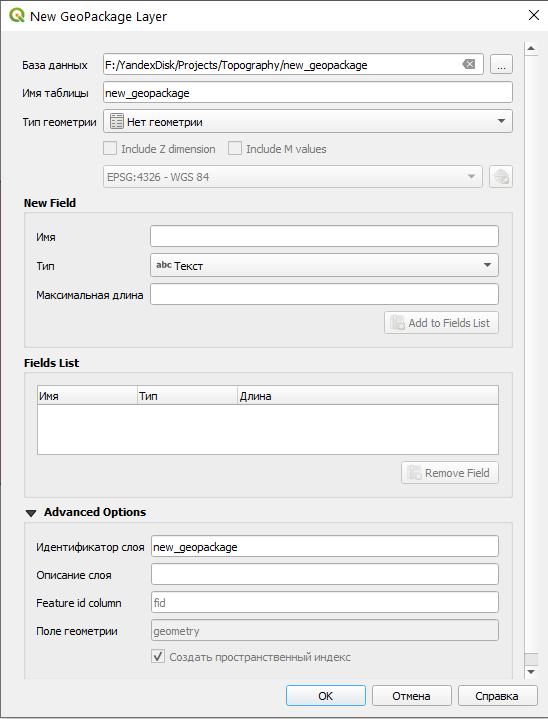 New GeoPackage Layer
База данных F:/YandexDisk/Projects/Topography/new_geopackage ...
Имя таблицы new_geopackage
Тип геометрии Нет геометрии
Include Z dimension Include M values
EPSG:4326 - WGS 84
New Field
Имя
Тип abc Текст
Максимальная длина
Add to Fields List
Fields List
Имя Тип Длина
Remove Field
Advanced Options
Идентификатор слоя new_geopackage
Описание слоя
Feature id column fid
Поле геометрии geometry
Создать пространственный индекс
OK Отмена Справка